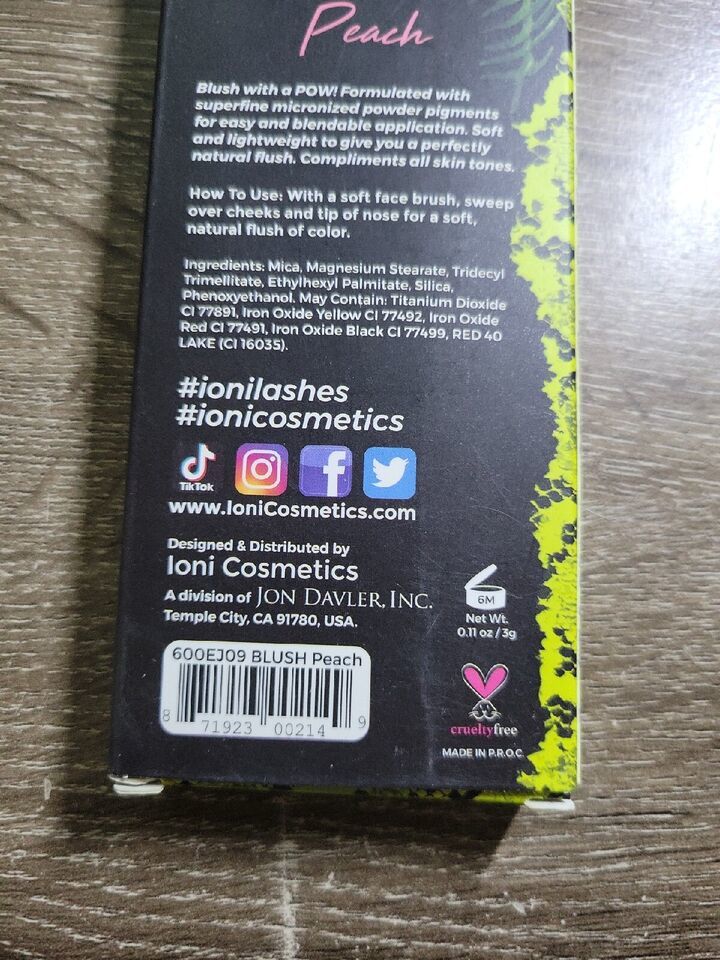 Peach
Blush with a POW! Formulated with
superfine micronized powder pigments
for easy and blendable application. Soft
and lightweight to give you a perfectly
natural flush. Compliments all skin tones.
How To Use: With a soft face brush, sweep
over cheeks and tip of nose for a soft,
natural flush of color.
Ingredients: Mica, Magnesium Stearate, Tridecyl
Trimellitate, Ethylhexyl Palmitate, Silica,
Phenoxyethanol. May Contain: Titanium Dioxide
CI 77891, Iron Oxide Yellow CI 77492, Iron Oxide
Red CI 77491, Iron Oxide Black CI 77499, RED 40
LAKE (CI 16035).
#ionilashes
#ionicosmetics
TikTok
www.IoniCosmetics.com
Designed & Distributed by
Ioni Cosmetics
A division of JON DAVLER, INC.
Temple City, CA 91780, USA.
6M
Net Wt.
0.11 oz / 3g
600EJ09 BLUSH Peach
8 71923 00214 9
crueltyfree
MADE IN P.R.O.C